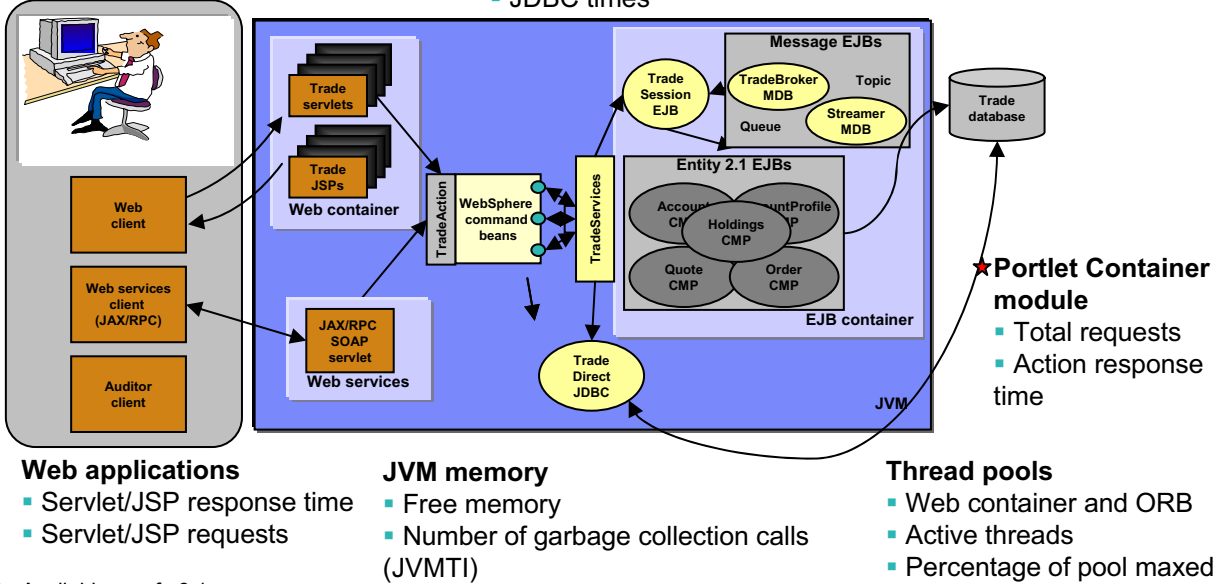 JDBC times
Message EJBs
Trade
Session
EJB
TradeBroker
MDB
Topic
Streamer
MDB
Queue
Trade
database
Trade
servlets
Trade
JSPs
Web container
Entity 2.1 EJBs
Account
CM
untProfile
MP
Holdings
CMP
Quote
CMP
Order
CMP
EJB container
Web
client
TradeAction
WebSphere
command
beans
TradeServices
Web services
client
(JAX/RPC)
JAX/RPC
SOAP
servlet
Web services
Trade
Direct
JDBC
Auditor
client
JVM
Portlet Container
module
▪ Total requests
▪ Action response
time
Web applications
▪ Servlet/JSP response time
▪ Servlet/JSP requests
JVM memory
▪ Free memory
▪ Number of garbage collection calls
(JVMTI)
Thread pools
▪ Web container and ORB
▪ Active threads
▪ Percentage of pool maxed